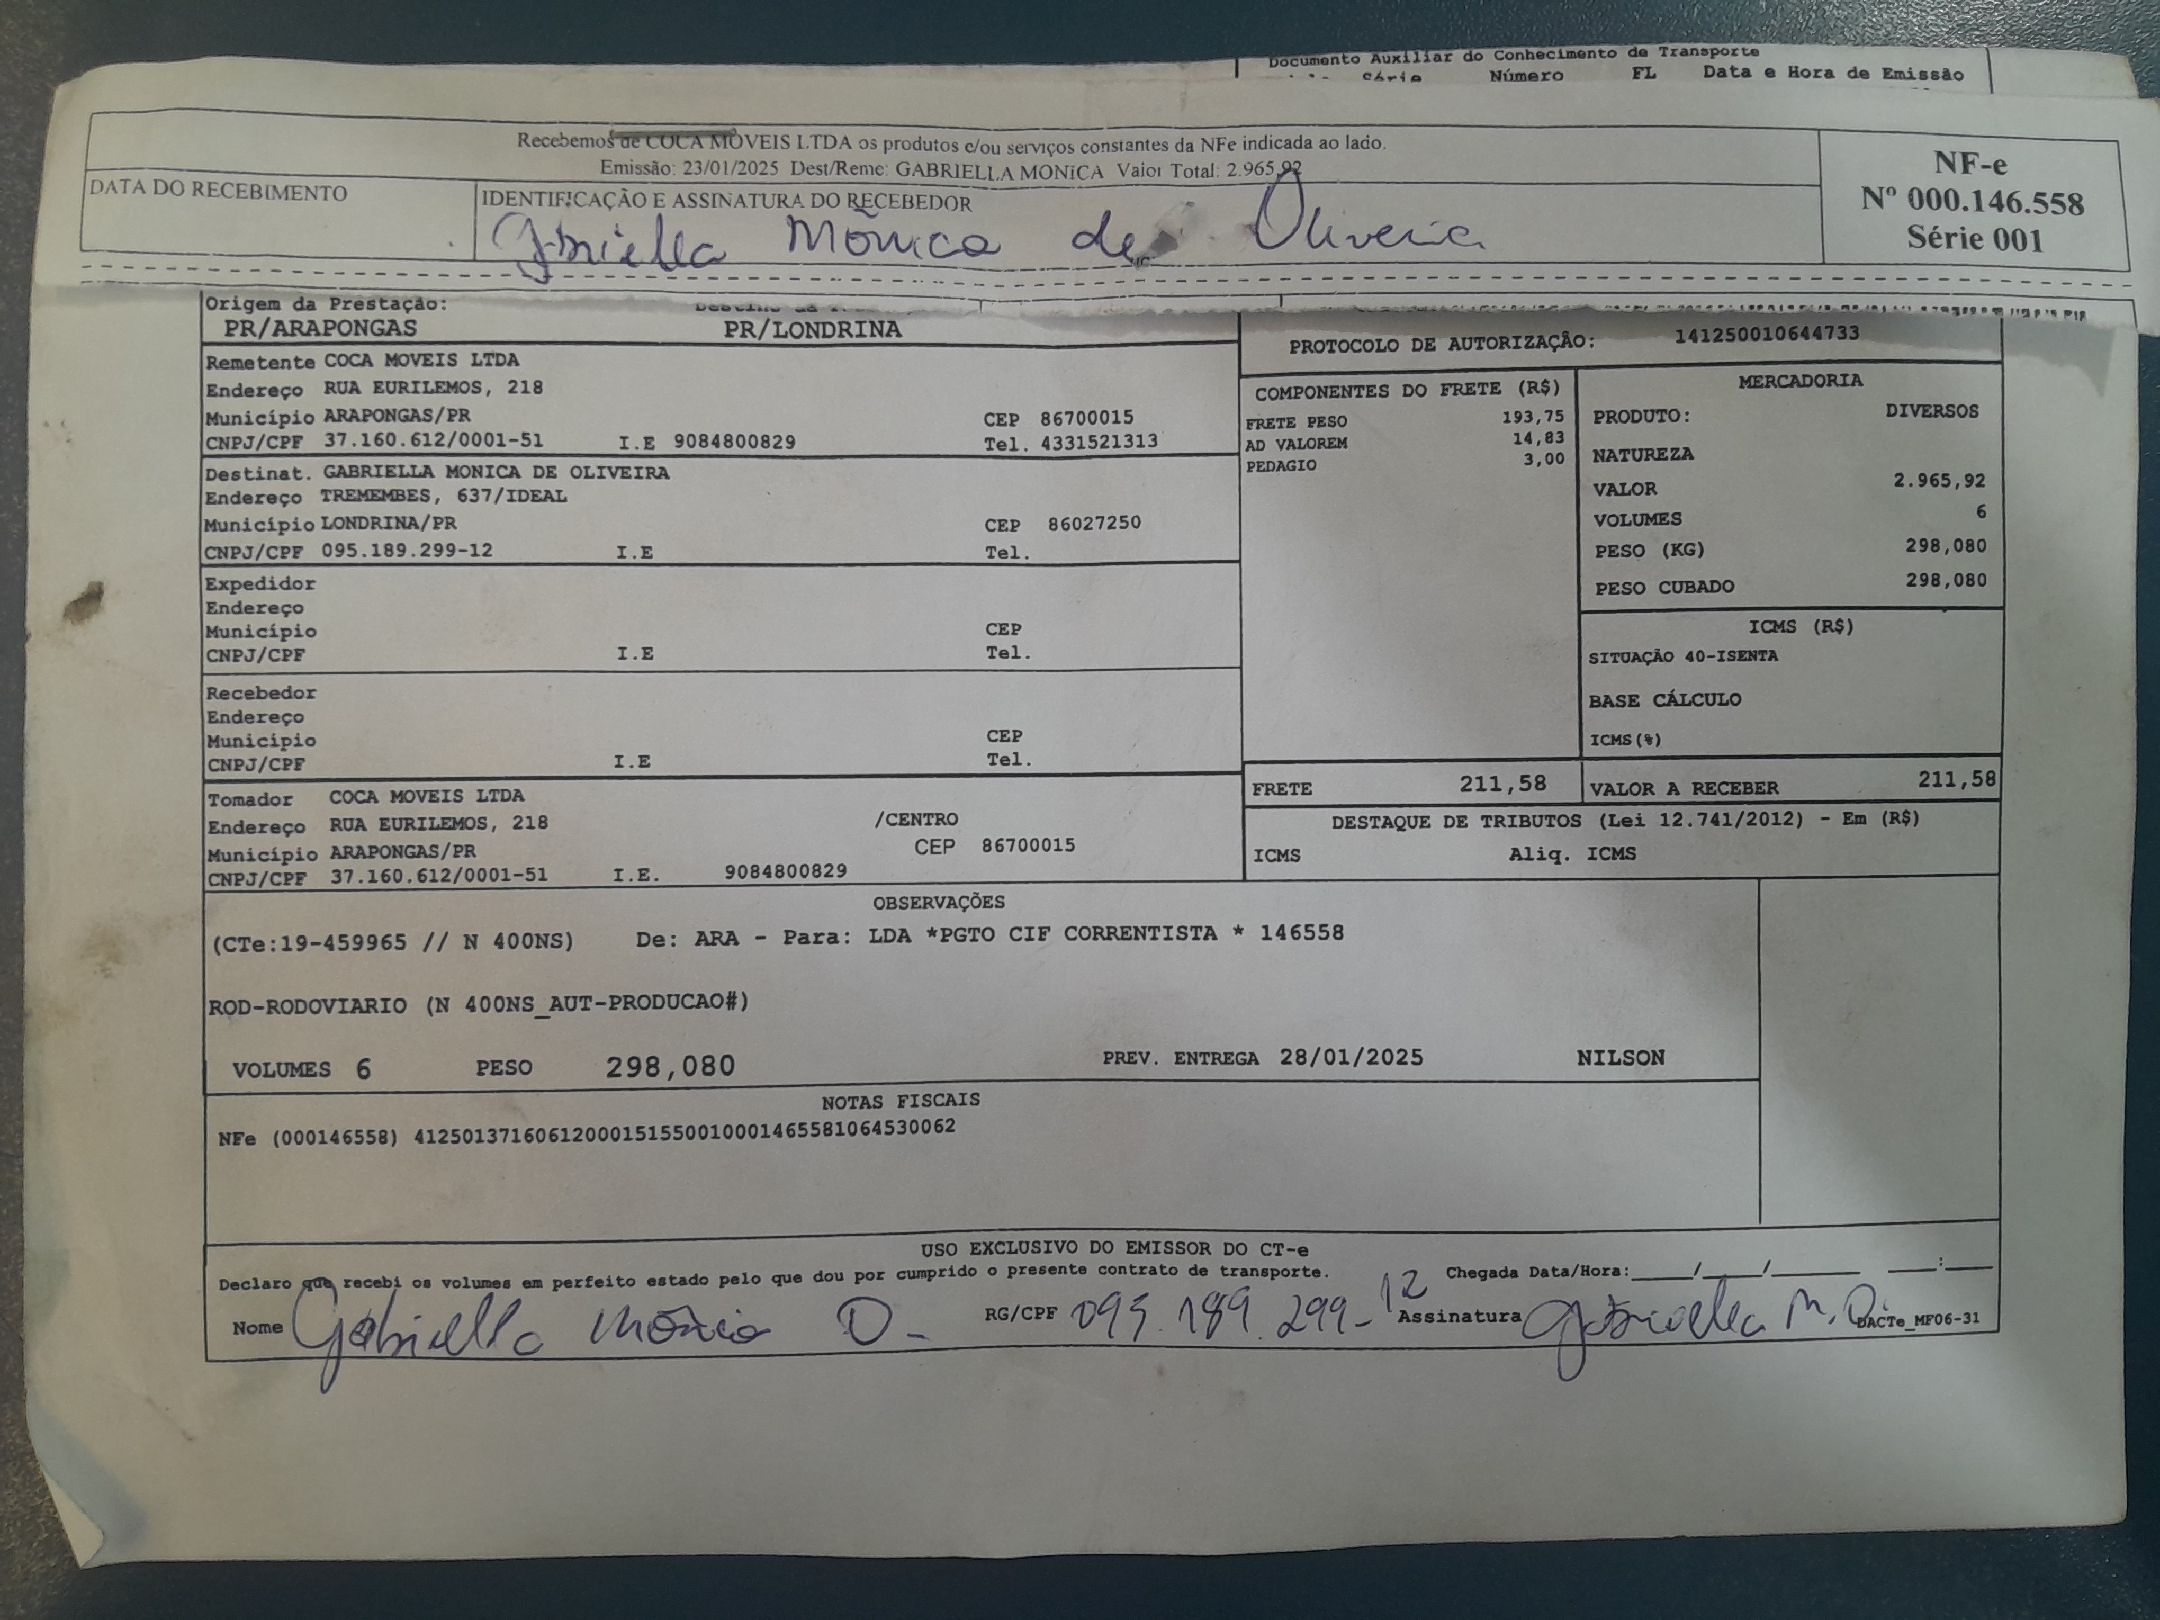 Documento Auxiliar do Conhecimento de Transporte
Série Número FL Data e Hora de Emissão
Recebemos de COCA MOVEIS LTDA os produtos e/ou serviços constantes da NFe indicada ao lado.
Emissão: 23/01/2025 Dest/Reme: GABRIELLA MONICA Valor Total: 2.965,92
NF-e
Nº 000.146.558
Série 001
DATA DO RECEBIMENTO
IDENTIFICAÇÃO E ASSINATURA DO RECEBEDOR
Gabriella Mônica de Oliveira
Origem da Prestação:
PR/ARAPONGAS PR/LONDRINA
PROTOCOLO DE AUTORIZAÇÃO: 141250010644733
Remetente COCA MOVEIS LTDA
Endereço RUA EURILEMOS, 218
Município ARAPONGAS/PR CEP 86700015
CNPJ/CPF 37.160.612/0001-51 I.E 9084800829 Tel. 4331521313
Destinat. GABRIELLA MONICA DE OLIVEIRA
Endereço TREMEMBES, 637/IDEAL
Município LONDRINA/PR CEP 86027250
CNPJ/CPF 095.189.299-12 I.E Tel.
Expedidor
Endereço
Município CEP
CNPJ/CPF I.E Tel.
Recebedor
Endereço
Município CEP
CNPJ/CPF I.E Tel.
Tomador COCA MOVEIS LTDA
Endereço RUA EURILEMOS, 218 /CENTRO
Município ARAPONGAS/PR CEP 86700015
CNPJ/CPF 37.160.612/0001-51 I.E. 9084800829
COMPONENTES DO FRETE (R$)
FRETE PESO 193,75
AD VALOREM 14,83
PEDAGIO 3,00
MERCADORIA
PRODUTO: DIVERSOS
NATUREZA
VALOR 2.965,92
VOLUMES 6
PESO (KG) 298,080
PESO CUBADO 298,080
ICMS (R$)
SITUAÇÃO 40-ISENTA
BASE CÁLCULO
ICMS(%)
FRETE 211,58 VALOR A RECEBER 211,58
DESTAQUE DE TRIBUTOS (Lei 12.741/2012) - Em (R$)
ICMS Aliq. ICMS
OBSERVAÇÕES
(CTe:19-459965 // N 400NS) De: ARA - Para: LDA *PGTO CIF CORRENTISTA * 146558
ROD-RODOVIARIO (N 400NS_AUT-PRODUCAO#)
VOLUMES 6 PESO 298,080 PREV. ENTREGA 28/01/2025 NILSON
NOTAS FISCAIS
NFe (000146558) 41250137160612000151550010001465581064530062
USO EXCLUSIVO DO EMISSOR DO CT-e
Declaro que recebi os volumes em perfeito estado pelo que dou por cumprido o presente contrato de transporte. Chegada Data/Hora:____/____/______ ____:____
Nome Gabriella Mônica O. RG/CPF 095.189.299-12 Assinatura Gabriella M. O. DACTe_MF06-31